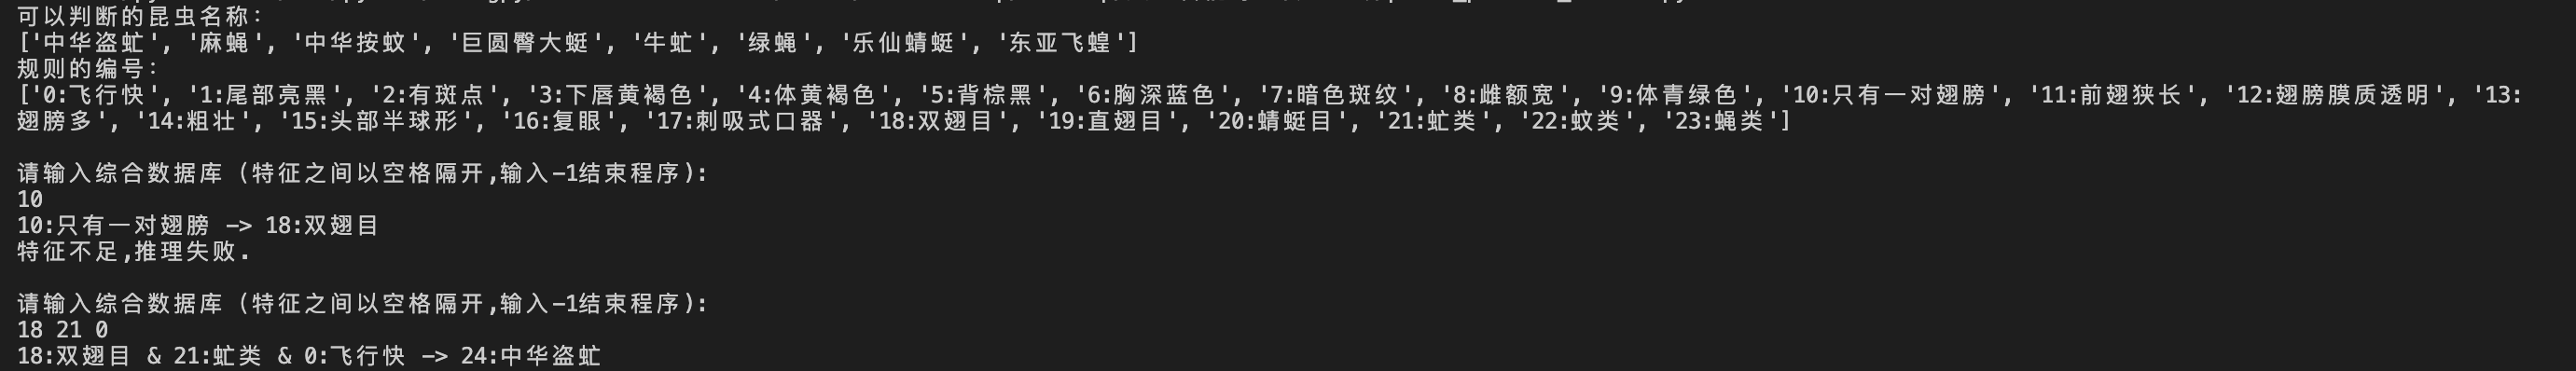 可以判断的昆虫名称:
['中华盗虻', '麻蝇', '中华按蚊', '巨圆臀大蜓', '牛虻', '绿蝇', '乐仙蜻蜓', '东亚飞蝗']
规则的编号:
['0:飞行快', '1:尾部亮黑', '2:有斑点', '3:下唇黄褐色', '4:体黄褐色', '5:背棕黑', '6:胸深蓝色', '7:暗色斑纹', '8:雌额宽', '9:体青绿色', '10:只有一对翅膀', '11:前翅狭长', '12:翅膀膜质透明', '13:
翅膀多', '14:粗壮', '15:头部半球形', '16:复眼', '17:刺吸式口器', '18:双翅目', '19:直翅目', '20:蜻蜓目', '21:虻类', '22:蚊类', '23:蝇类']
请输入综合数据库 (特征之间以空格隔开,输入-1结束程序):
10
10:只有一对翅膀 -> 18:双翅目
特征不足,推理失败.
请输入综合数据库 (特征之间以空格隔开,输入-1结束程序):
18 21 0
18:双翅目 & 21:虻类 & 0:飞行快 -> 24:中华盗虻